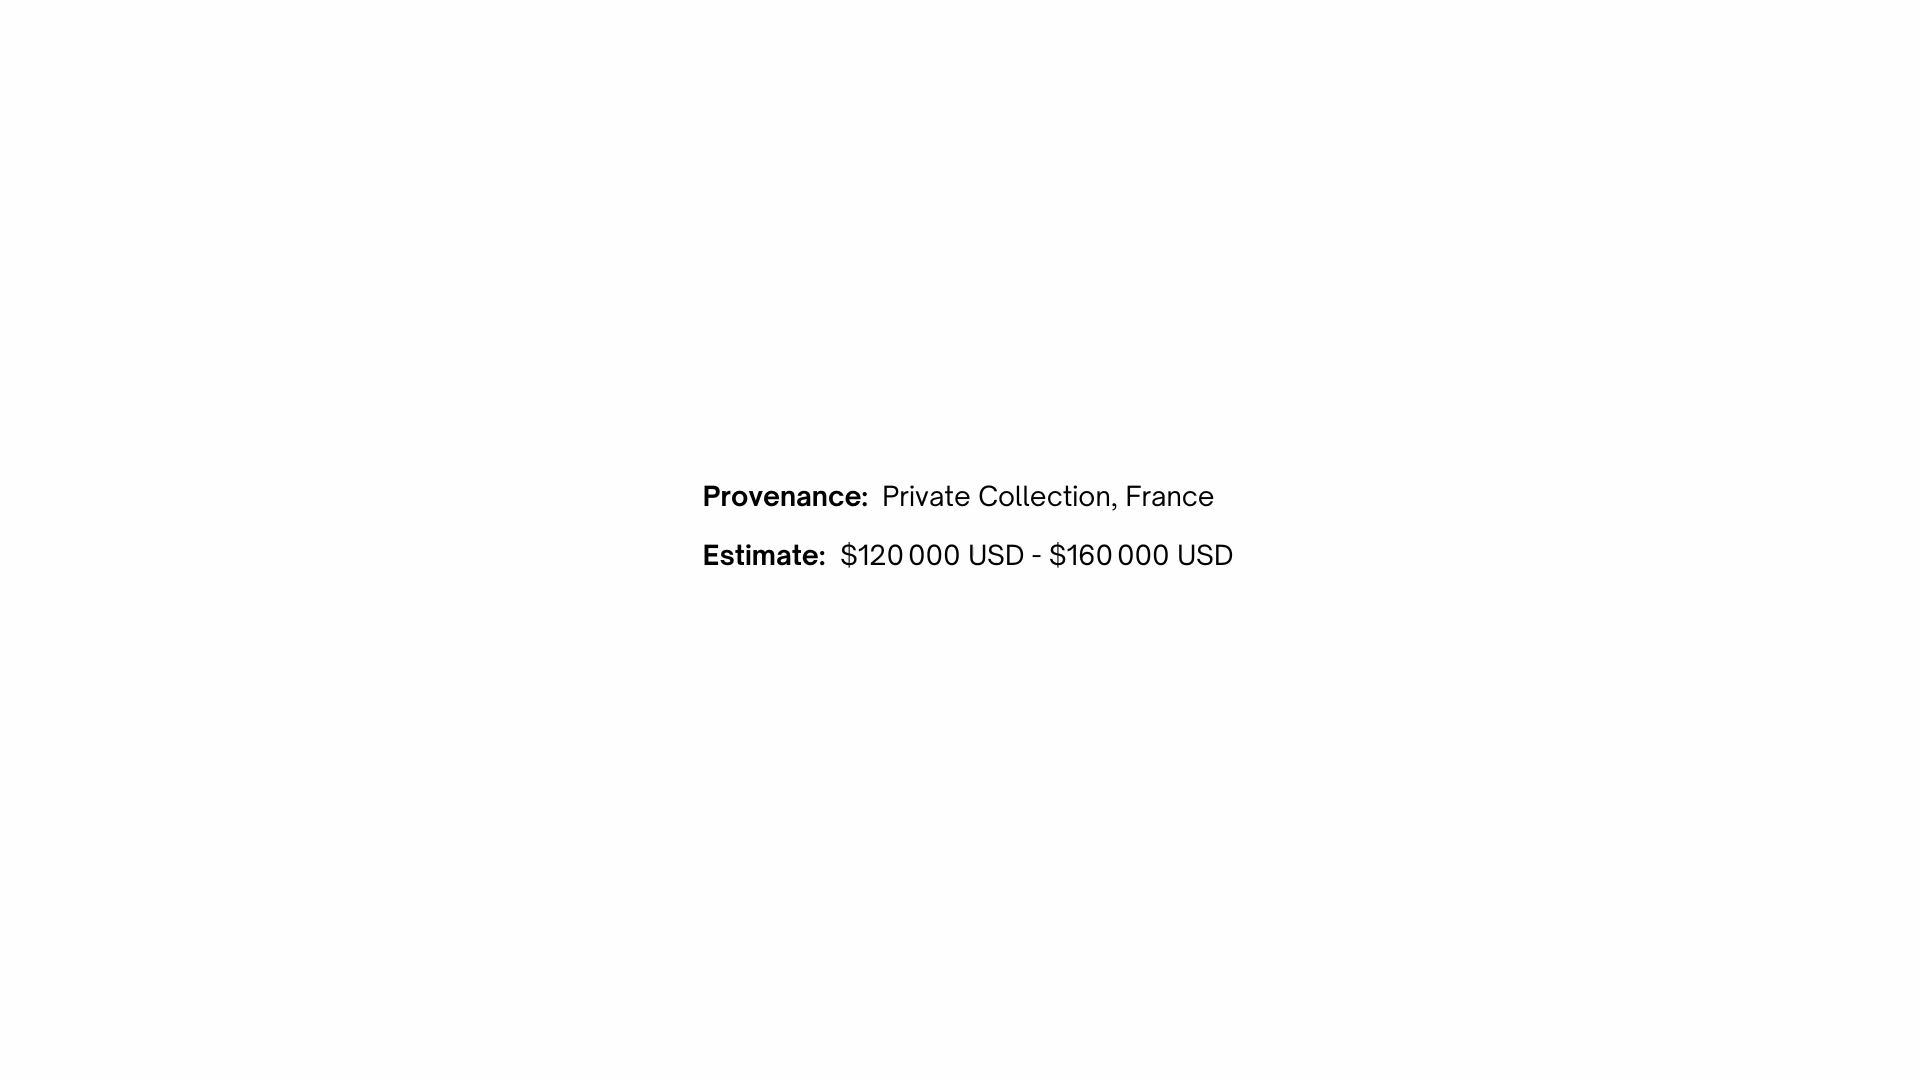 Provenance: Private Collection, France
Estimate: $120 000 USD - $160 000 USD